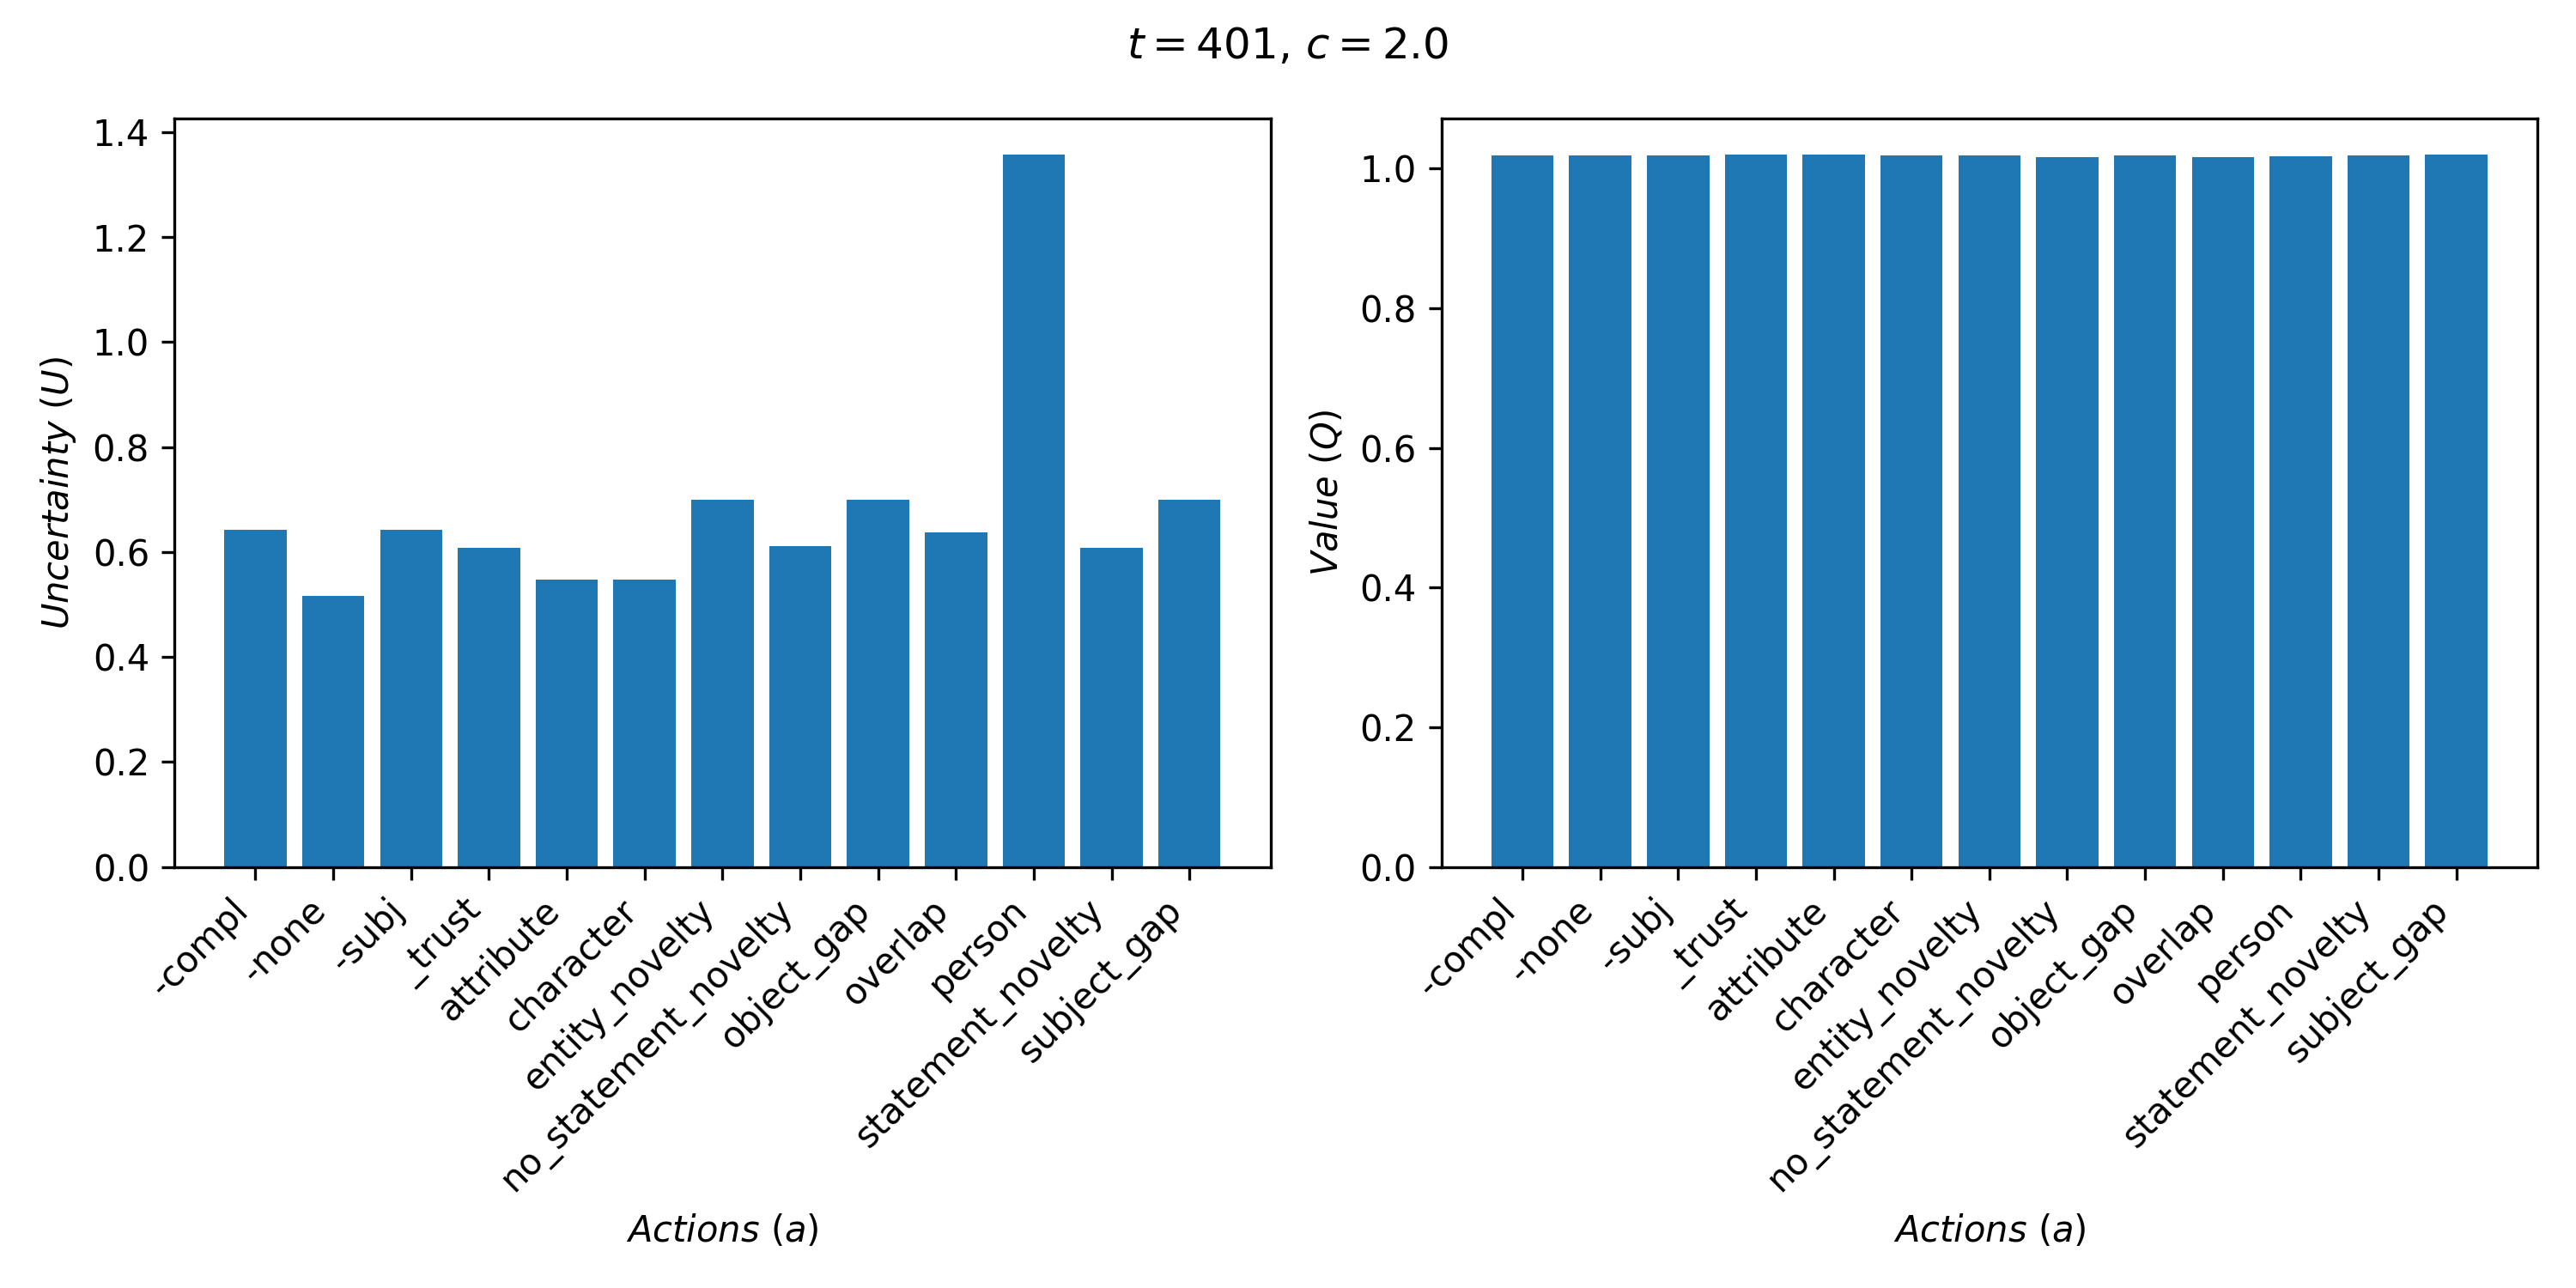 t = 401, c = 2.0
Uncertainty (U)
1.4
1.2
1.0
0.8
0.6
0.4
0.2
0.0
-compl
-none
-subj
_trust
attribute
character
entity_novelty
no_statement_novelty
object_gap
overlap
person
statement_novelty
subject_gap
Actions (a)
Value (Q)
1.0
0.8
0.6
0.4
0.2
0.0
-compl
-none
-subj
_trust
attribute
character
entity_novelty
no_statement_novelty
object_gap
overlap
person
statement_novelty
subject_gap
Actions (a)